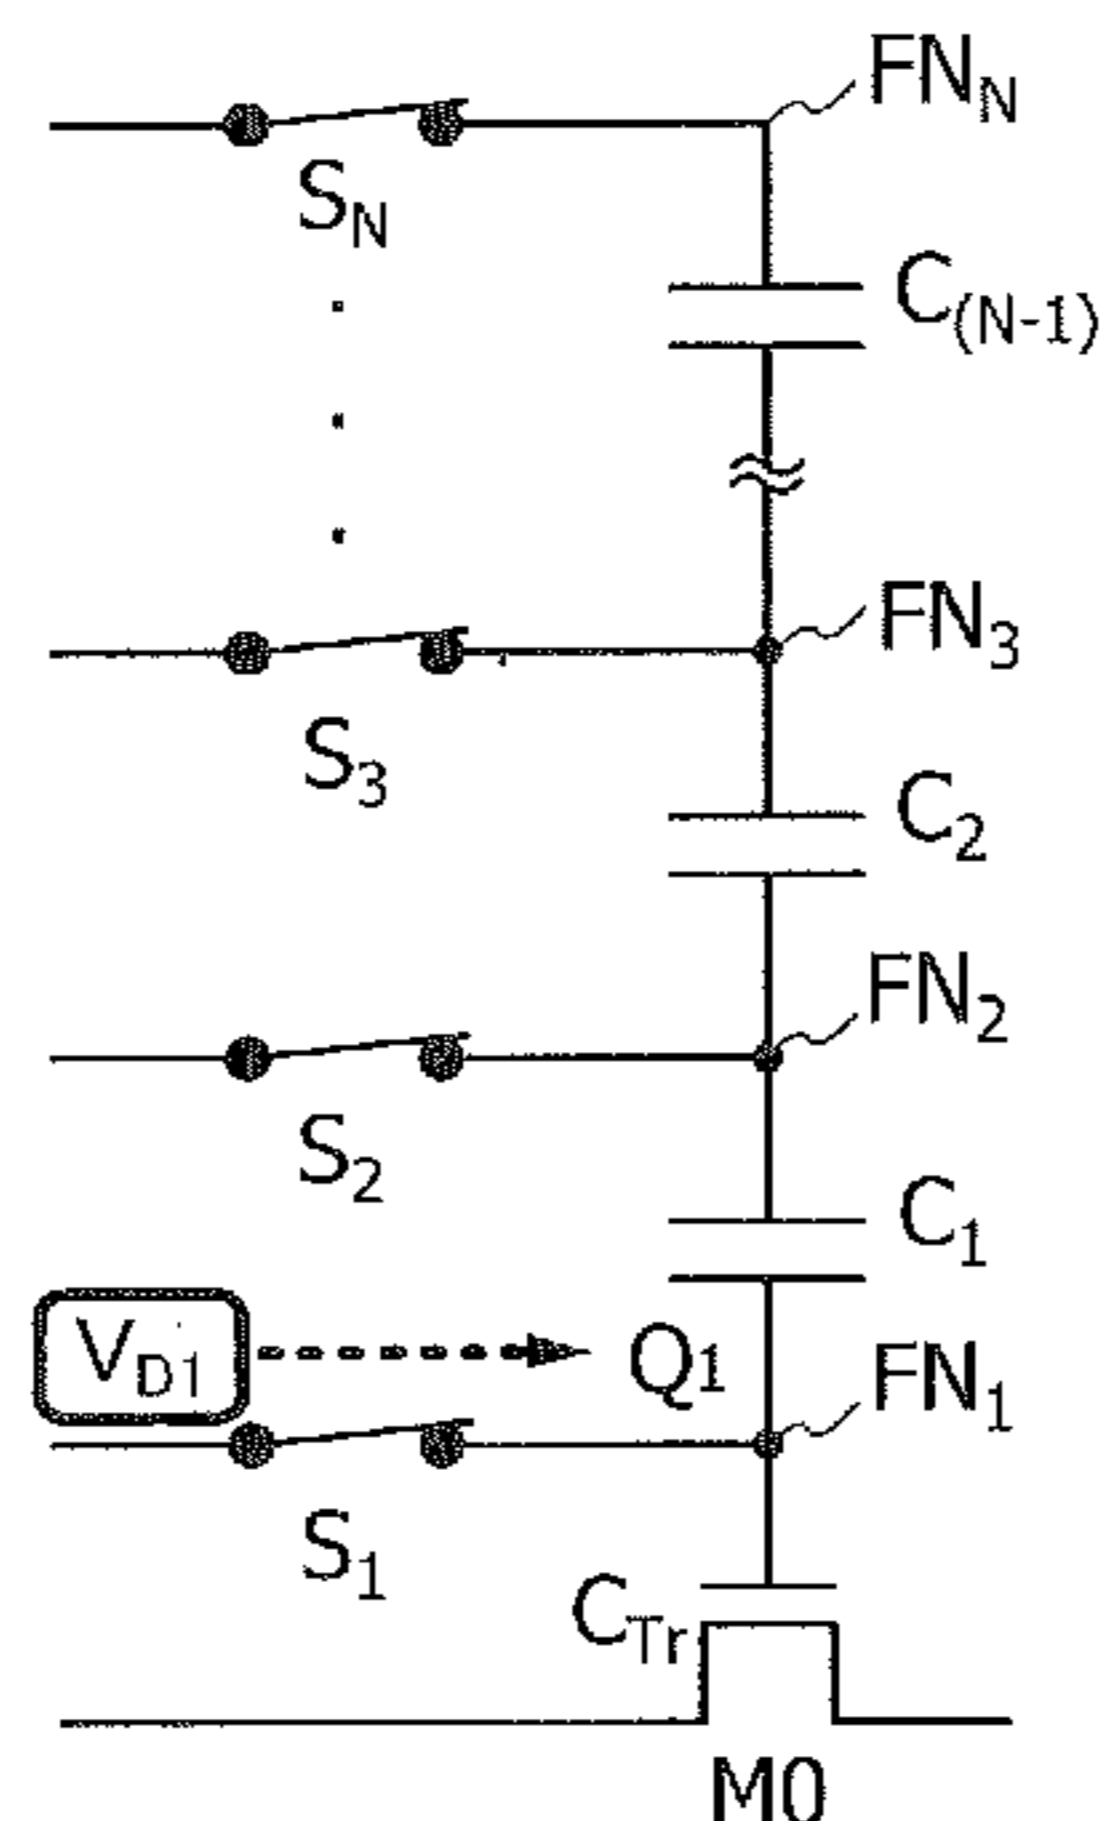 FN_N
S_N
C_(N-1)
FN_3
S_3
C_2
FN_2
S_2
C_1
V_D1
Q1
FN_1
S_1
C_Tr
M0